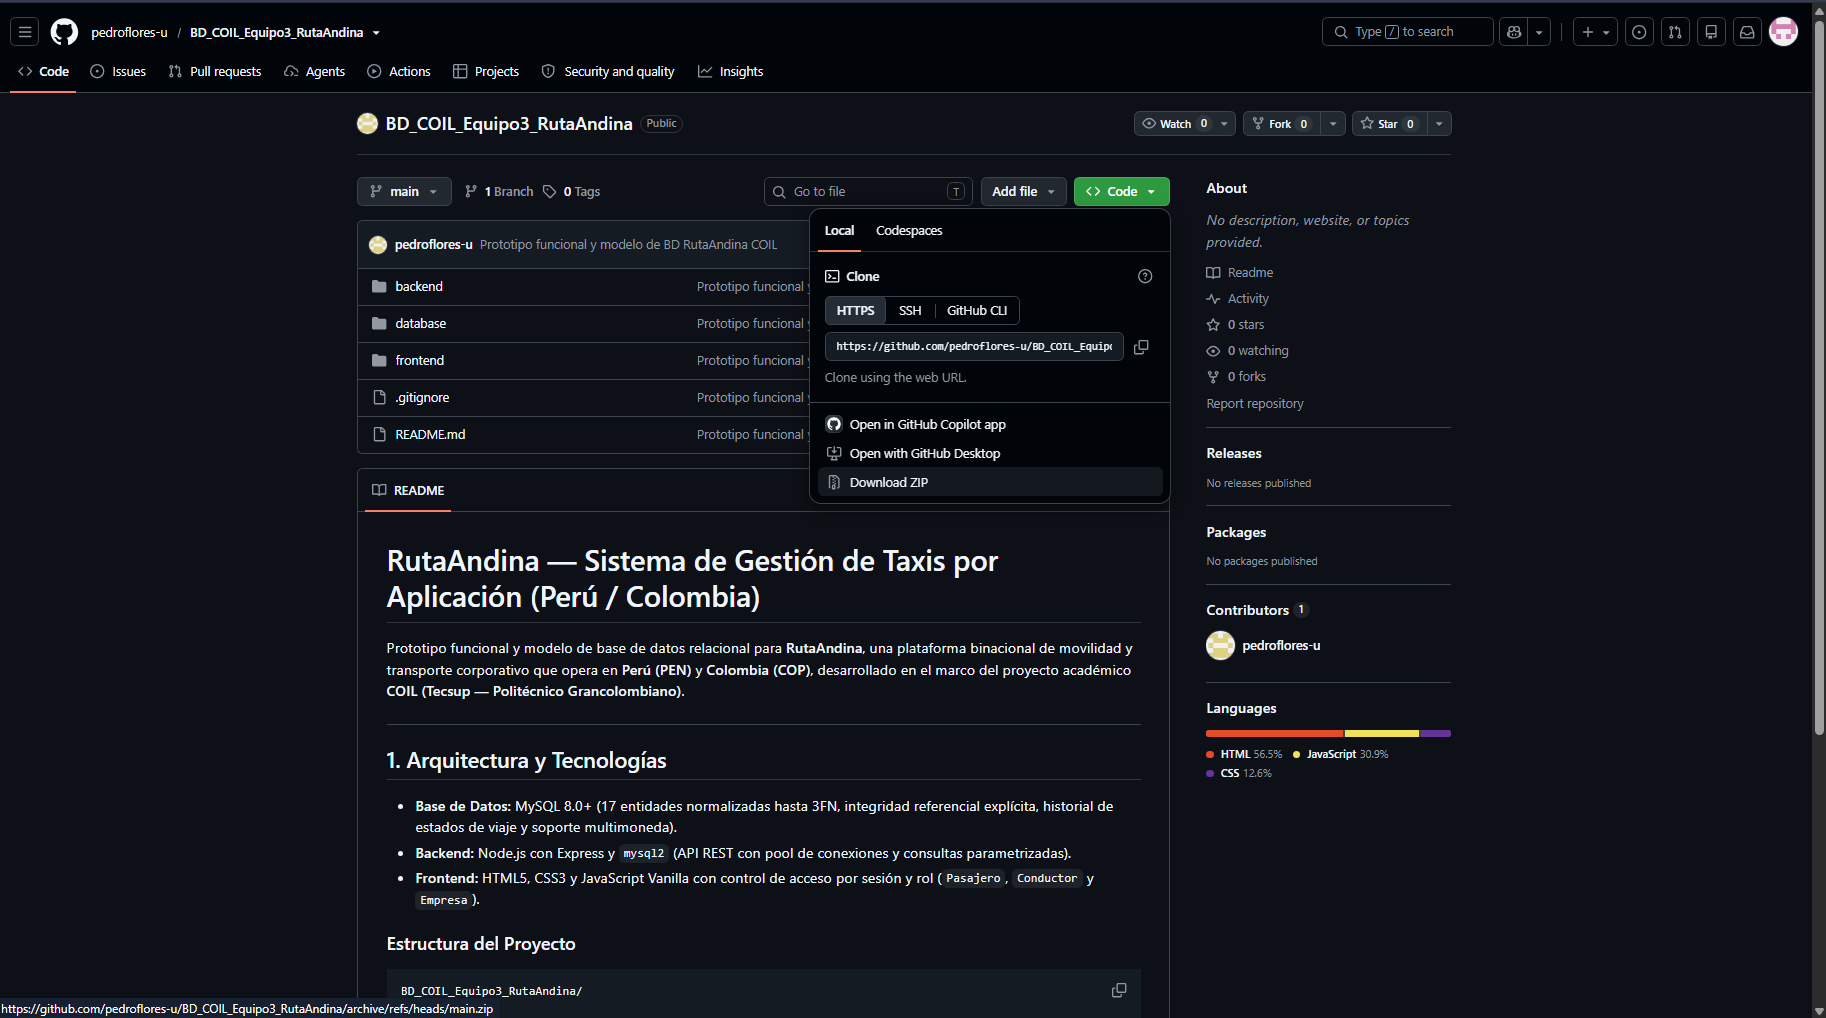 pedroflores-u / BD_COIL_Equipo3_RutaAndina
Type / to search
Code Issues Pull requests Agents Actions Projects Security and quality Insights
BD_COIL_Equipo3_RutaAndina Public
Watch 0 Fork 0 Star 0
main 1 Branch 0 Tags Go to file T Add file Code
pedroflores-u Prototipo funcional y modelo de BD RutaAndina COIL
backend Prototipo funcional
database Prototipo funcional
frontend Prototipo funcional
.gitignore Prototipo funcional
README.md Prototipo funcional
Local Codespaces
Clone
HTTPS SSH GitHub CLI
https://github.com/pedroflores-u/BD_COIL_Equipo
Clone using the web URL.
Open in GitHub Copilot app
Open with GitHub Desktop
Download ZIP
README
RutaAndina — Sistema de Gestión de Taxis por
Aplicación (Perú / Colombia)
Prototipo funcional y modelo de base de datos relacional para RutaAndina, una plataforma binacional de movilidad y
transporte corporativo que opera en Perú (PEN) y Colombia (COP), desarrollado en el marco del proyecto académico
COIL (Tecsup — Politécnico Grancolombiano).
1. Arquitectura y Tecnologías
• Base de Datos: MySQL 8.0+ (17 entidades normalizadas hasta 3FN, integridad referencial explícita, historial de
estados de viaje y soporte multimoneda).
• Backend: Node.js con Express y mysql2 (API REST con pool de conexiones y consultas parametrizadas).
• Frontend: HTML5, CSS3 y JavaScript Vanilla con control de acceso por sesión y rol (Pasajero, Conductor y
Empresa).
Estructura del Proyecto
BD_COIL_Equipo3_RutaAndina/
About
No description, website, or topics
provided.
Readme
Activity
0 stars
0 watching
0 forks
Report repository
Releases
No releases published
Packages
No packages published
Contributors 1
pedroflores-u
Languages
HTML 56.5% JavaScript 30.9%
CSS 12.6%
https://github.com/pedroflores-u/BD_COIL_Equipo3_RutaAndina/archive/refs/heads/main.zip